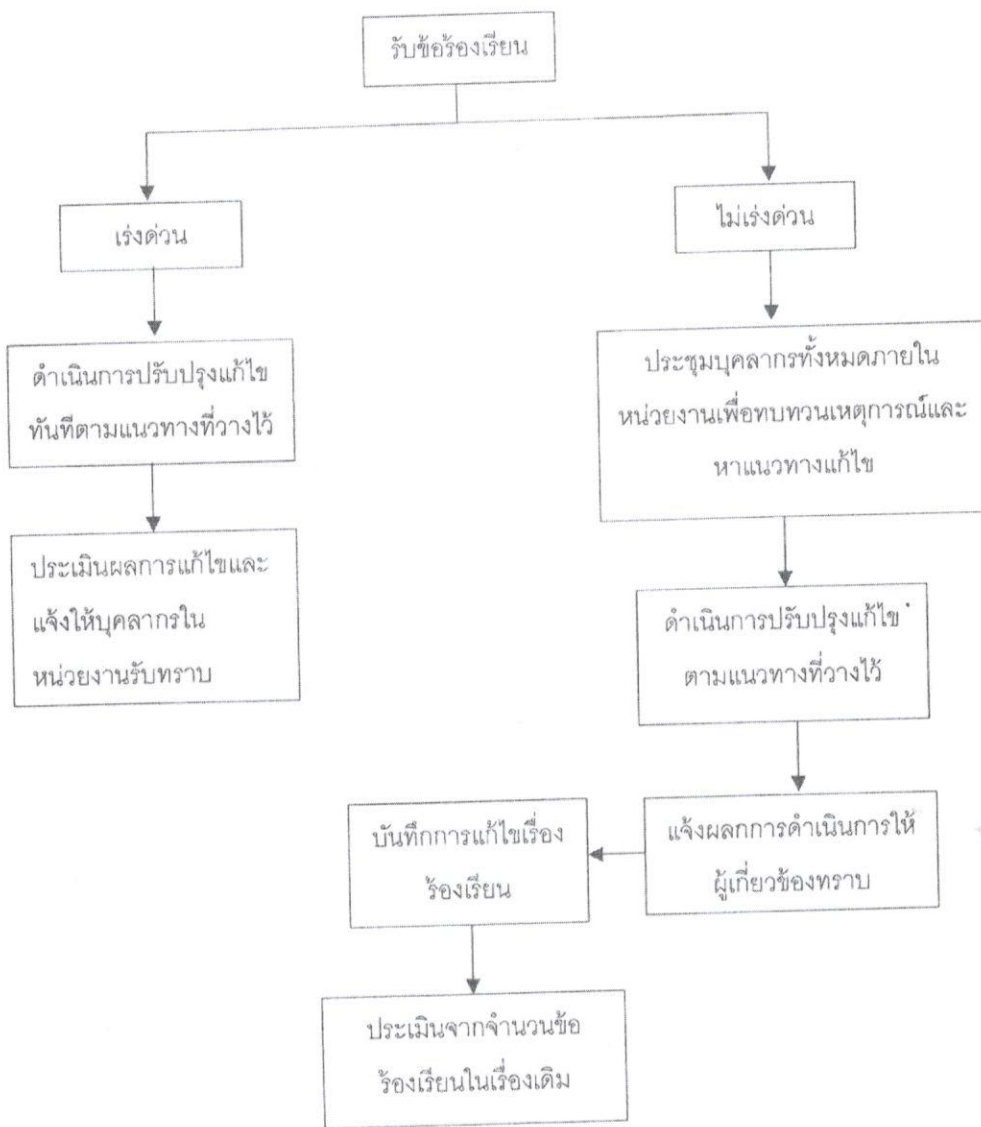 รับข้อร้องเรียน
เร่งด่วน
ไม่เร่งด่วน
ดำเนินการปรับปรุงแก้ไข
ทันทีตามแนวทางที่วางไว้
ประชุมบุคลากรทั้งหมดภายใน
หน่วยงานเพื่อทบทวนเหตุการณ์และ
หาแนวทางแก้ไข
ประเมินผลการแก้ไขและ
แจ้งให้บุคลากรใน
หน่วยงานรับทราบ
ดำเนินการปรับปรุงแก้ไข
ตามแนวทางที่วางไว้
แจ้งผลกการดำเนินการให้
ผู้เกี่ยวข้องทราบ
บันทึกการแก้ไขเรื่อง
ร้องเรียน
ประเมินจากจำนวนข้อ
ร้องเรียนในเรื่องเดิม